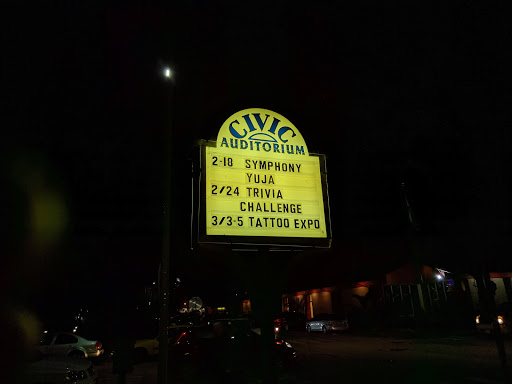 CIVIC
AUDITORIUM
2-18 SYMPHONY
YUJA
2/24 TRIVIA
CHALLENGE
3/3-5 TATTOO EXPO